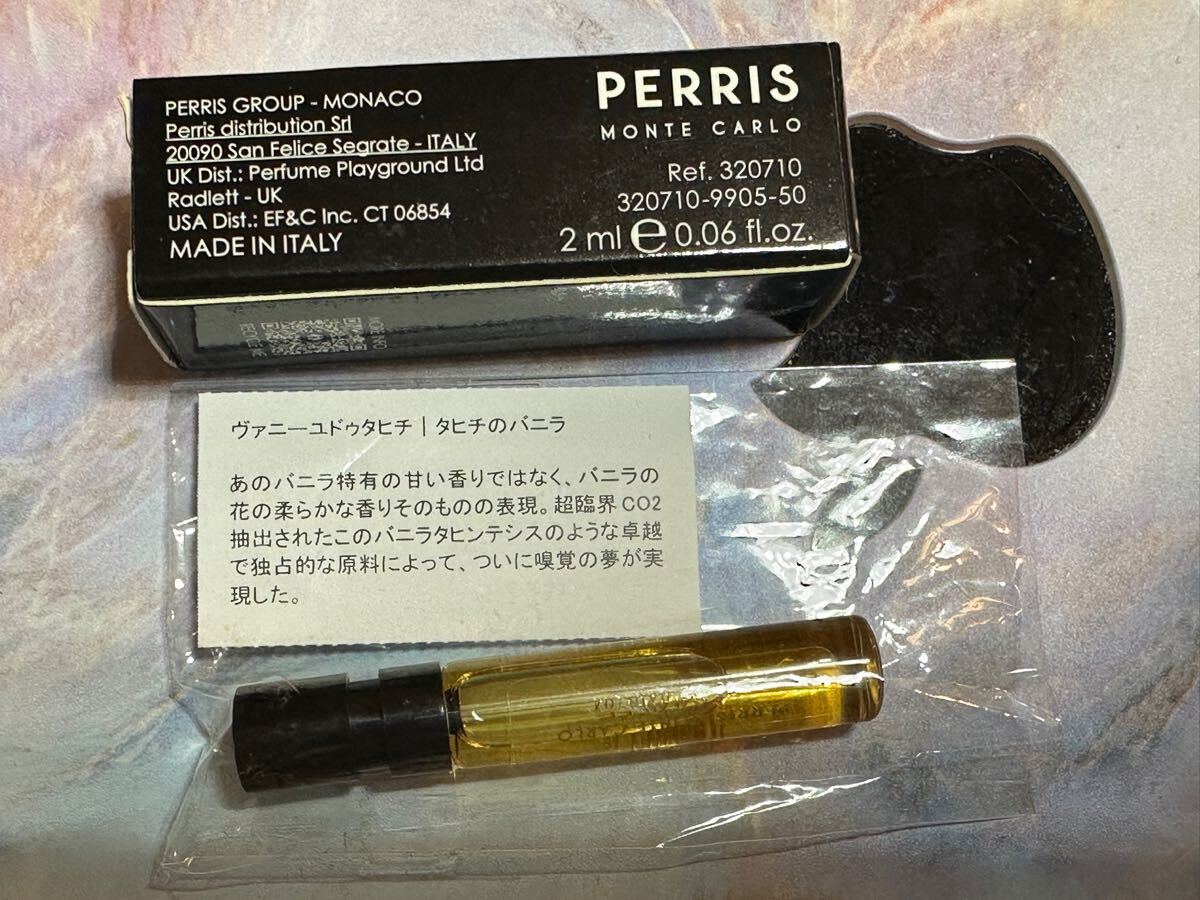 PERRIS GROUP - MONACO
Perris distribution Srl
20090 San Felice Segrate - ITALY
UK Dist.: Perfume Playground Ltd
Radlett - UK
USA Dist.: EF&C Inc. CT 06854
MADE IN ITALY
PERRIS
MONTE CARLO
Ref. 320710
320710-9905-50
2 ml ℮ 0.06 fl.oz.
ヴァニーユドゥタヒチ | タヒチのバニラ
あのバニラ特有の甘い香りではなく、バニラの
花の柔らかな香りそのものの表現。超臨界CO2
抽出されたこのバニラタヒンテシスのような卓越
で独占的な原料によって、ついに嗅覚の夢が実
現した。